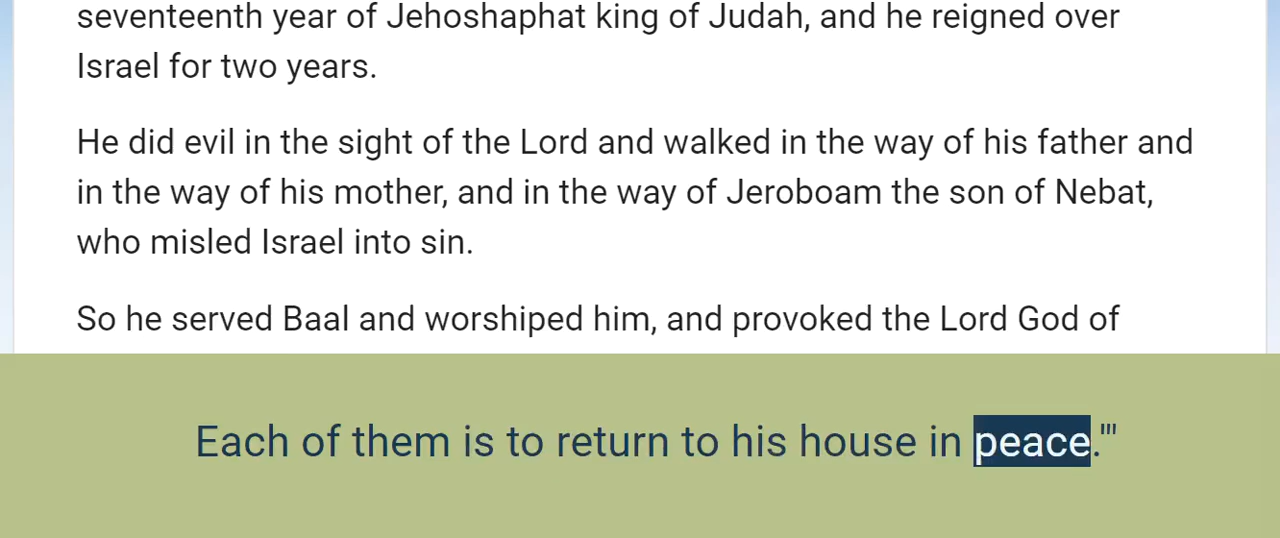 seventeenth year of Jehoshaphat king of Judah, and he reigned over
Israel for two years.
He did evil in the sight of the Lord and walked in the way of his father and
in the way of his mother, and in the way of Jeroboam the son of Nebat,
who misled Israel into sin.
So he served Baal and worshiped him, and provoked the Lord God of
Each of them is to return to his house in peace.'"